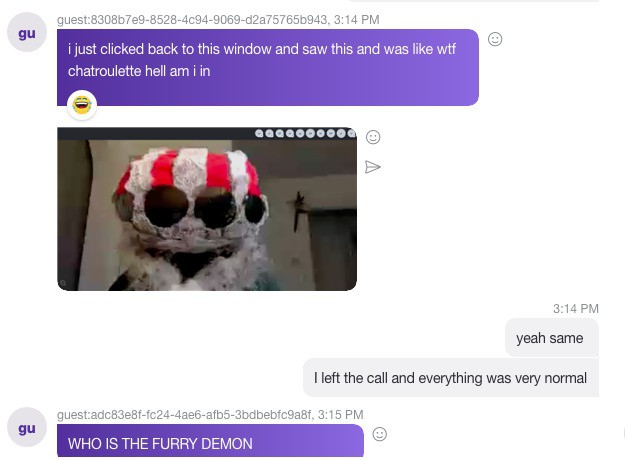 guest:8308b7e9-8528-4c94-9069-d2a75765b943, 3:14 PM
gu
i just clicked back to this window and saw this and was like wtf
chatroulette hell am i in
3:14 PM
yeah same
I left the call and everything was very normal
guest:adc83e8f-fc24-4ae6-afb5-3bdbebfc9a8f, 3:15 PM
gu
WHO IS THE FURRY DEMON